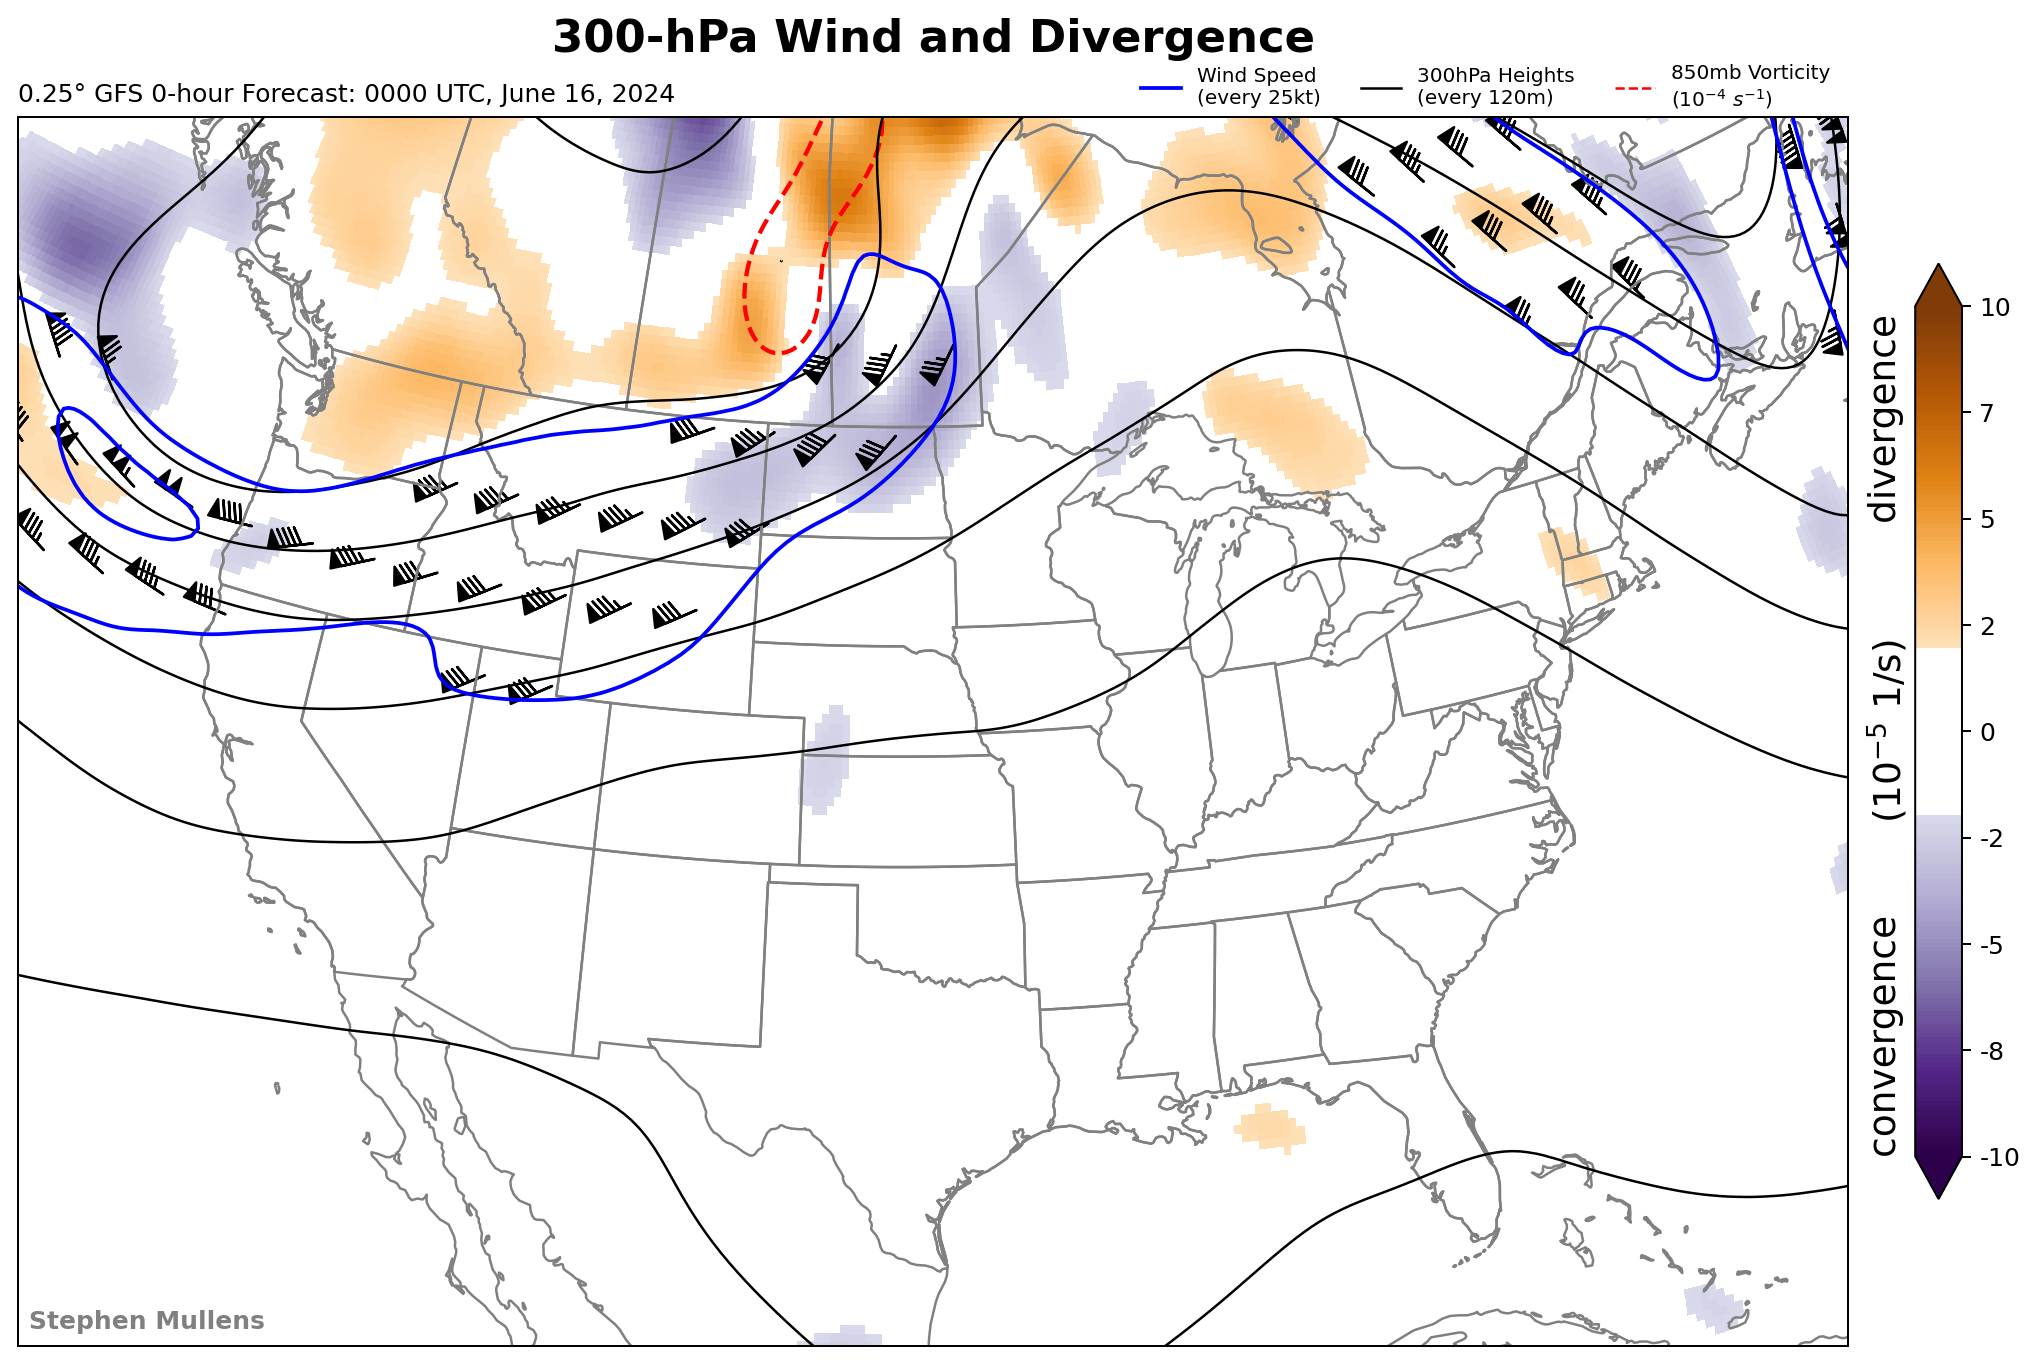 300-hPa Wind and Divergence
0.25° GFS 0-hour Forecast: 0000 UTC, June 16, 2024
Wind Speed
(every 25kt)
300hPa Heights
(every 120m)
850mb Vorticity
(10⁻⁴ s⁻¹)
10
7
5
2
0
-2
-5
-8
-10
convergence (10⁻⁵ 1/s) divergence
Stephen Mullens